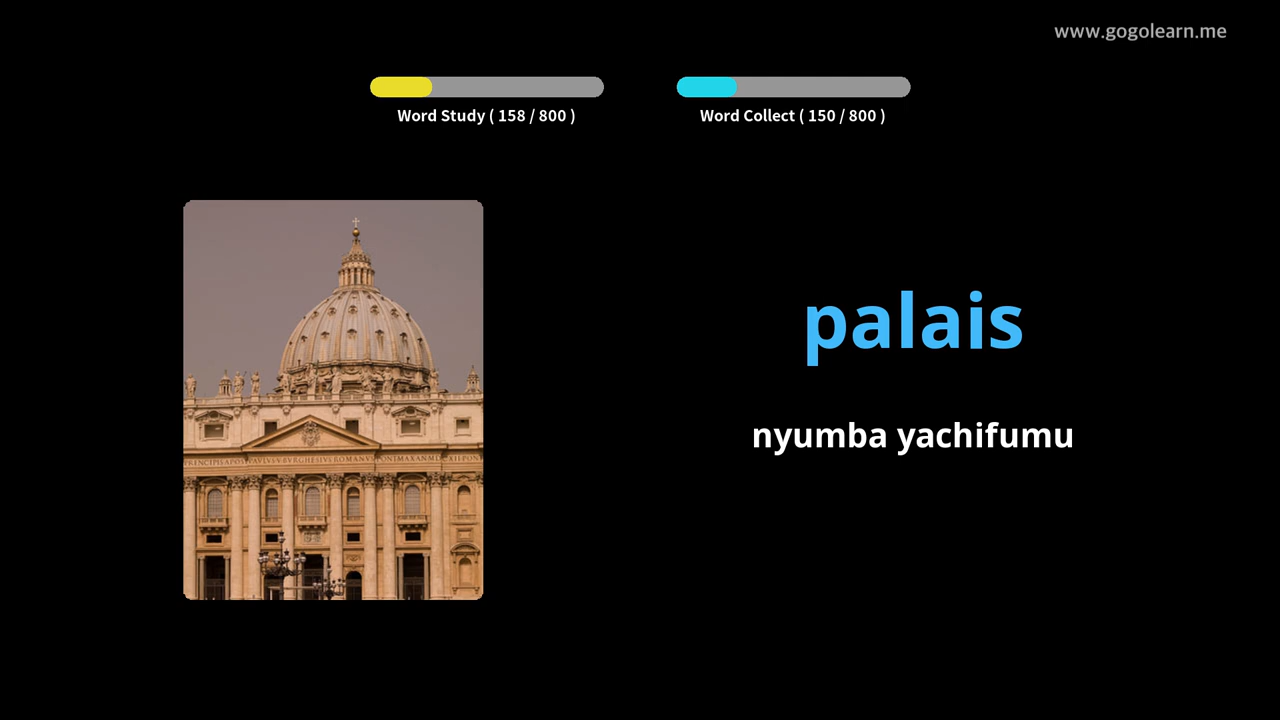 www.gogolearn.me
Word Study ( 158 / 800 )
Word Collect ( 150 / 800 )
palais
nyumba yachifumu